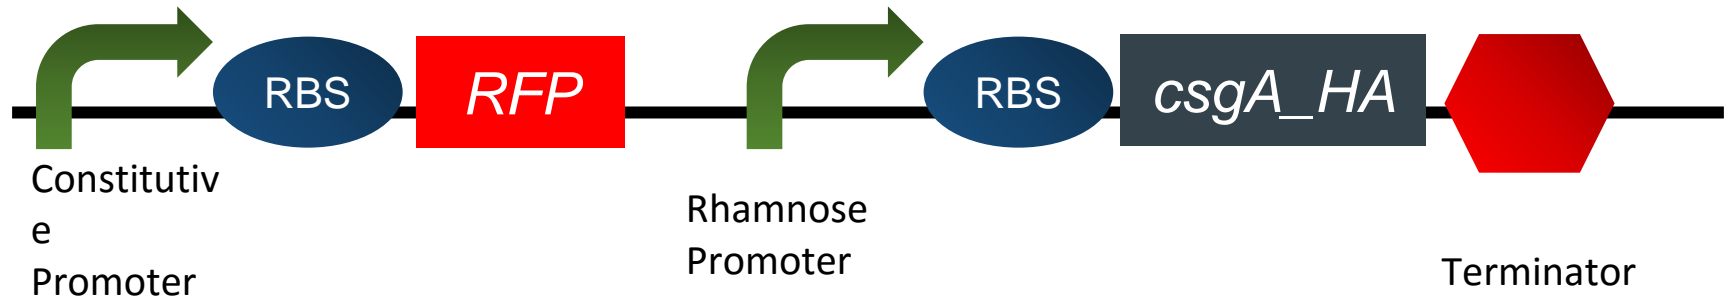 RBS
RFP
RBS
csgA_HA
Constitutiv
e
Promoter
Rhamnose
Promoter
Terminator